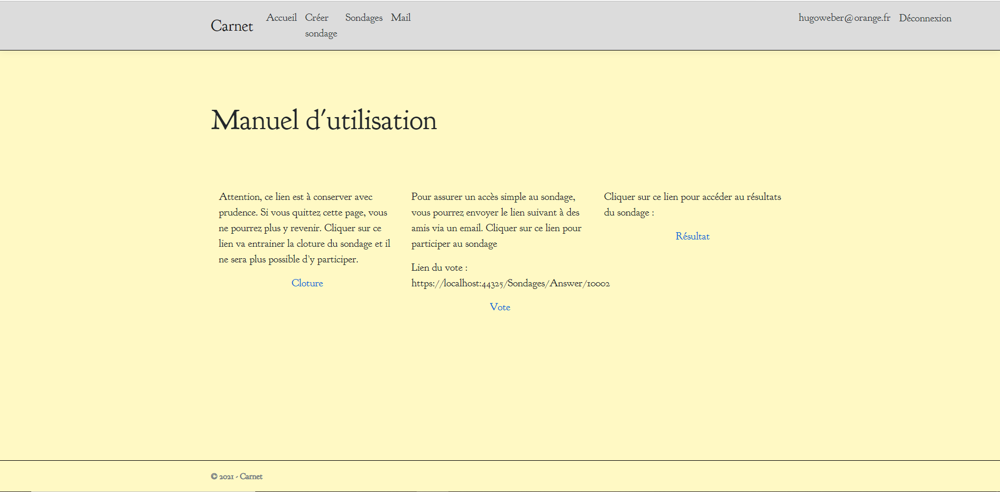 Carnet
Accueil
Créer
sondage
Sondages
Mail
hugoweber@orange.fr
Déconnexion
Manuel d'utilisation
Attention, ce lien est à conserver avec
prudence. Si vous quittez cette page, vous
ne pourrez plus y revenir. Cliquer sur ce
lien va entrainer la cloture du sondage et il
ne sera plus possible d'y participer.
Cloture
Pour assurer un accès simple au sondage,
vous pourrez envoyer le lien suivant à des
amis via un email. Cliquer sur ce lien pour
participer au sondage
Lien du vote :
https://localhost:44325/Sondages/Answer/10002
Vote
Cliquer sur ce lien pour accéder au résultats
du sondage :
Résultat
© 2021 - Carnet